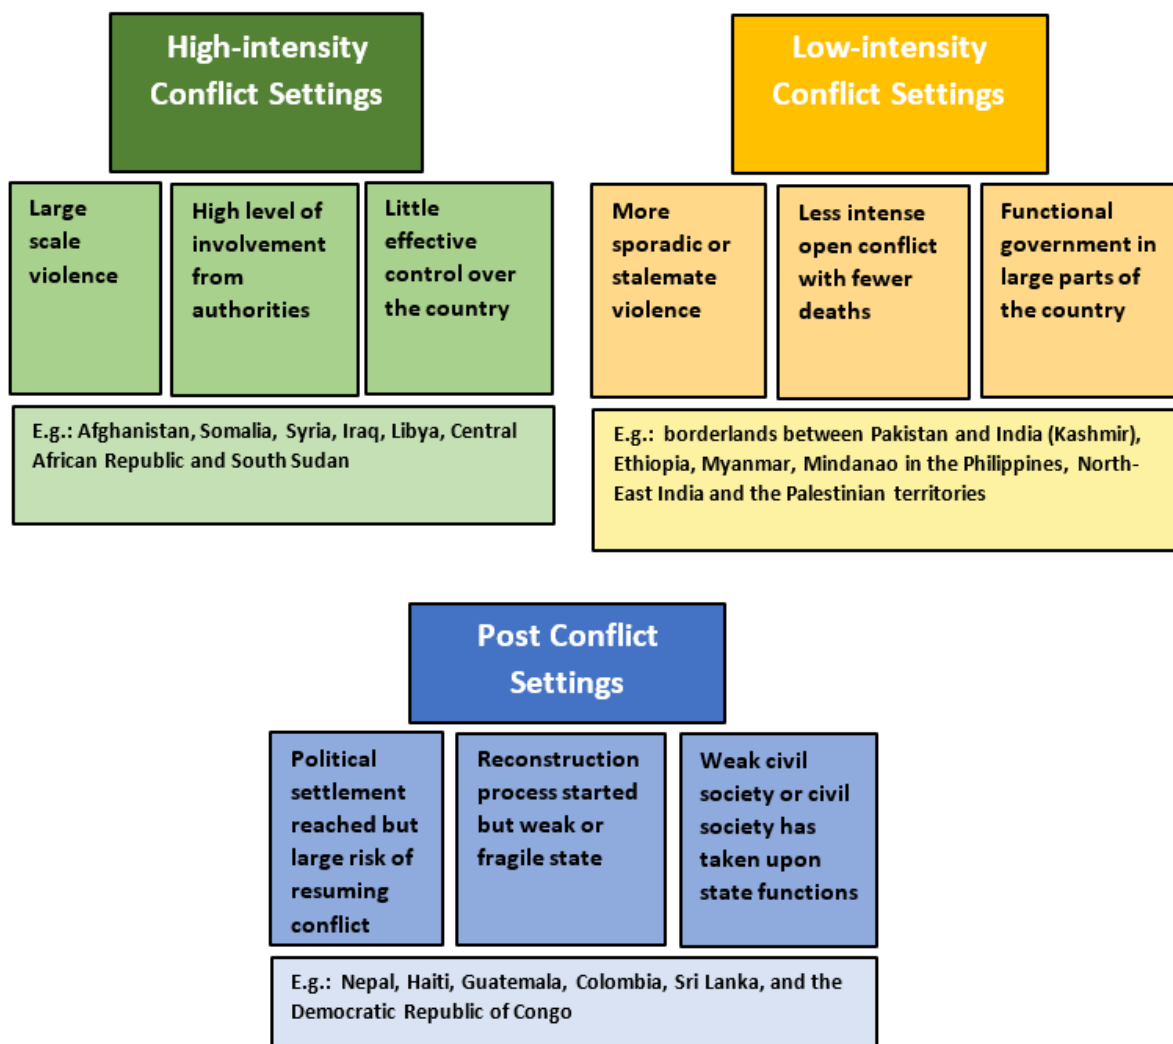 High-intensity
Conflict Settings
Large
scale
violence
High level of
involvement
from
authorities
Little
effective
control over
the country
E.g.: Afghanistan, Somalia, Syria, Iraq, Libya, Central
African Republic and South Sudan
Low-intensity
Conflict Settings
More
sporadic or
stalemate
violence
Less intense
open conflict
with fewer
deaths
Functional
government in
large parts of
the country
E.g.: borderlands between Pakistan and India (Kashmir),
Ethiopia, Myanmar, Mindanao in the Philippines, North-
East India and the Palestinian territories
Post Conflict
Settings
Political
settlement
reached but
large risk of
resuming
conflict
Reconstruction
process started
but weak or
fragile state
Weak civil
society or civil
society has
taken upon
state functions
E.g.: Nepal, Haiti, Guatemala, Colombia, Sri Lanka, and the
Democratic Republic of Congo